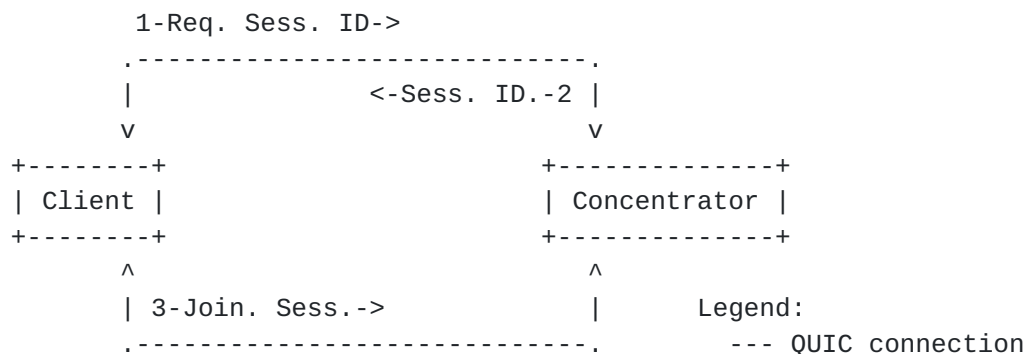 1-Req. Sess. ID->
<-Sess. ID.-2
Client
Concentrator
3-Join. Sess.->
Legend:
--- QUIC connection